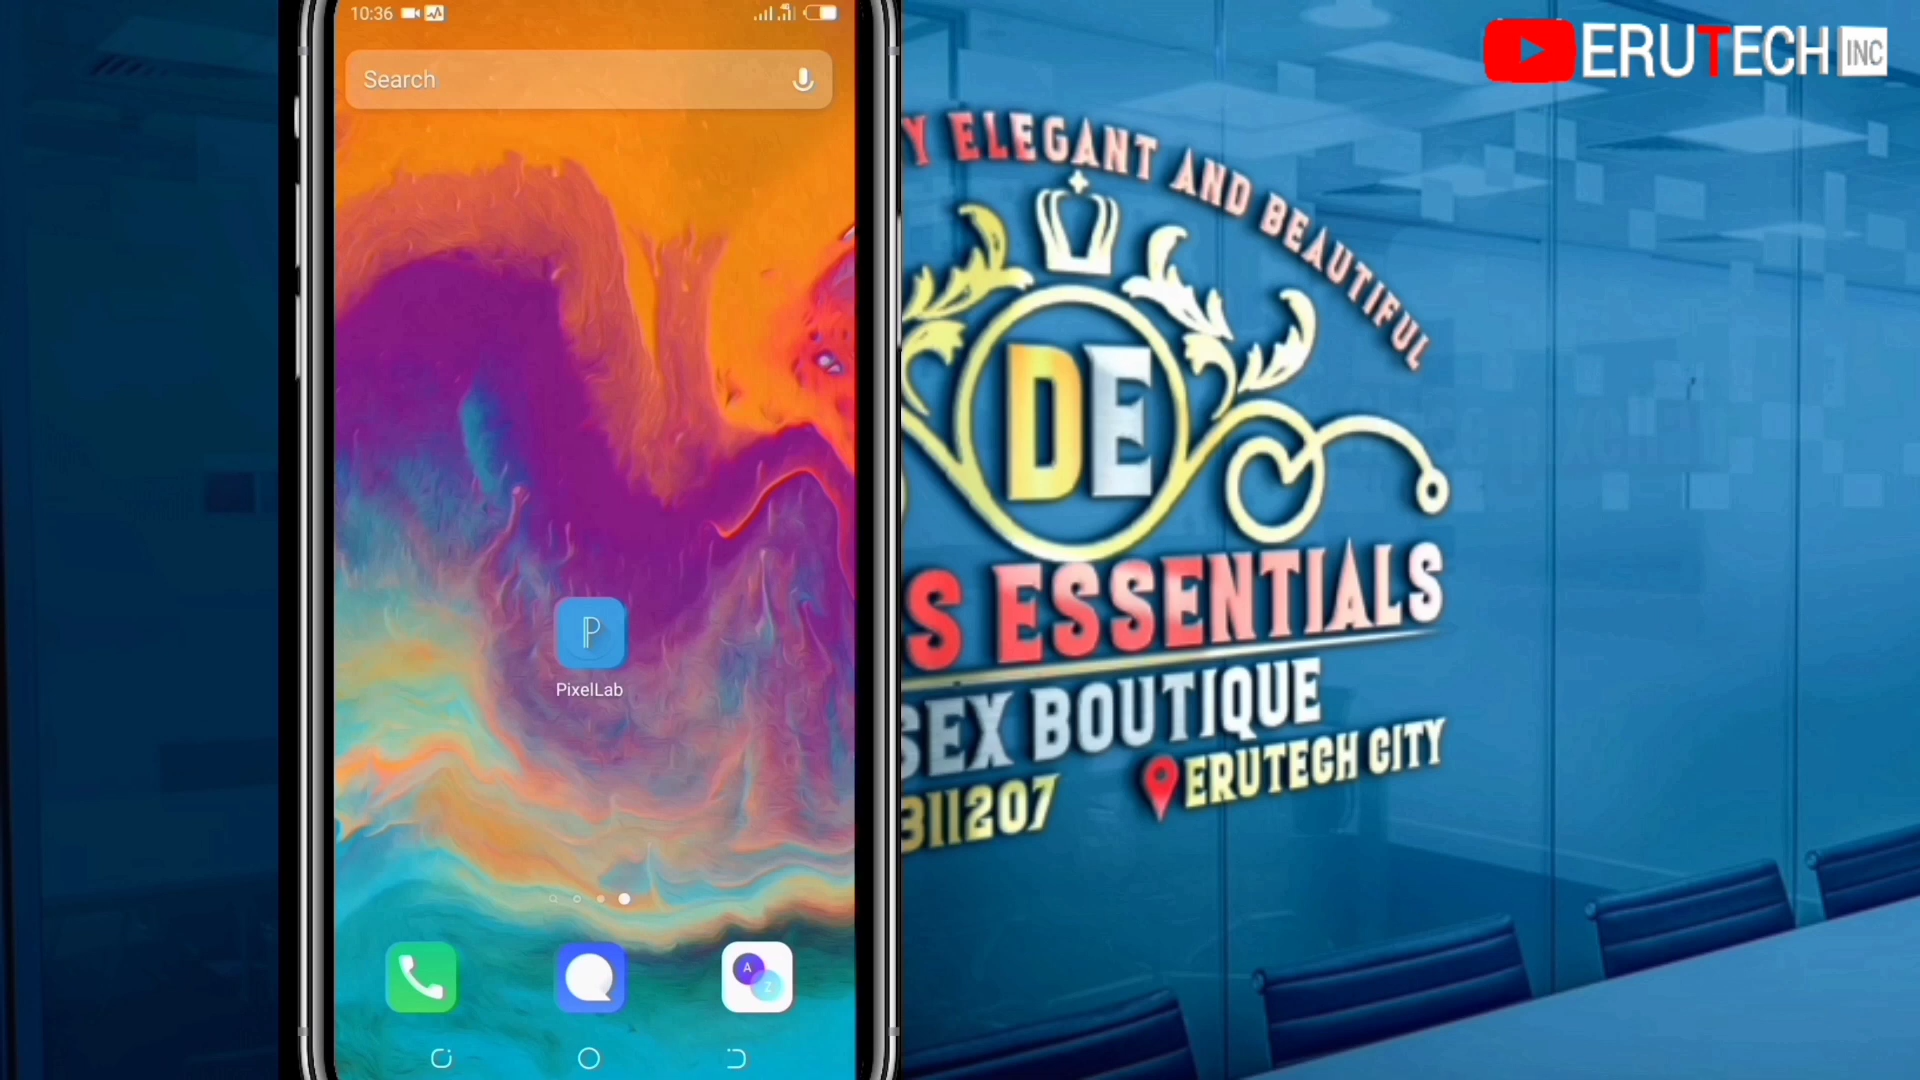 10:36
Search
ERUTECH INC
Y ELEGANT AND BEAUTIFUL
DE
S ESSENTIALS
SEX BOUTIQUE
311207
ERUTECH CITY
P
PixelLab
A
Z